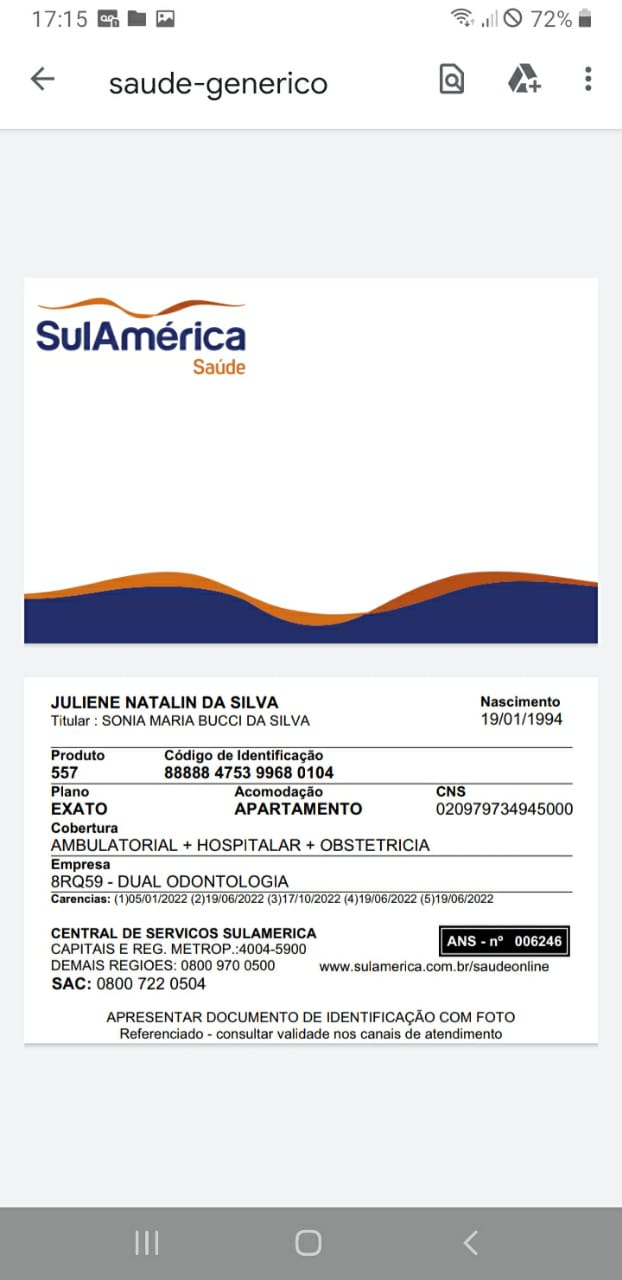 17:15 72%
saude-generico
SulAmérica
Saúde
JULIENE NATALIN DA SILVA Nascimento
Titular : SONIA MARIA BUCCI DA SILVA 19/01/1994
Produto Código de Identificação
557 88888 4753 9968 0104
Plano Acomodação CNS
EXATO APARTAMENTO 020979734945000
Cobertura
AMBULATORIAL + HOSPITALAR + OBSTETRICIA
Empresa
8RQ59 - DUAL ODONTOLOGIA
Carencias: (1)05/01/2022 (2)19/06/2022 (3)17/10/2022 (4)19/06/2022 (5)19/06/2022
CENTRAL DE SERVICOS SULAMERICA
CAPITAIS E REG. METROP.:4004-5900 ANS - nº 006246
DEMAIS REGIOES: 0800 970 0500 www.sulamerica.com.br/saudeonline
SAC: 0800 722 0504
APRESENTAR DOCUMENTO DE IDENTIFICAÇÃO COM FOTO
Referenciado - consultar validade nos canais de atendimento